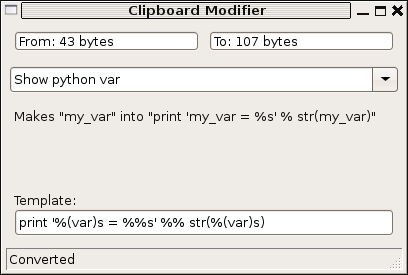 Clipboard Modifier
From: 43 bytes To: 107 bytes
Show python var
Makes "my_var" into "print 'my_var = %s' % str(my_var)"
Template:
print '%(var)s = %%s' %% str(%(var)s)
Converted